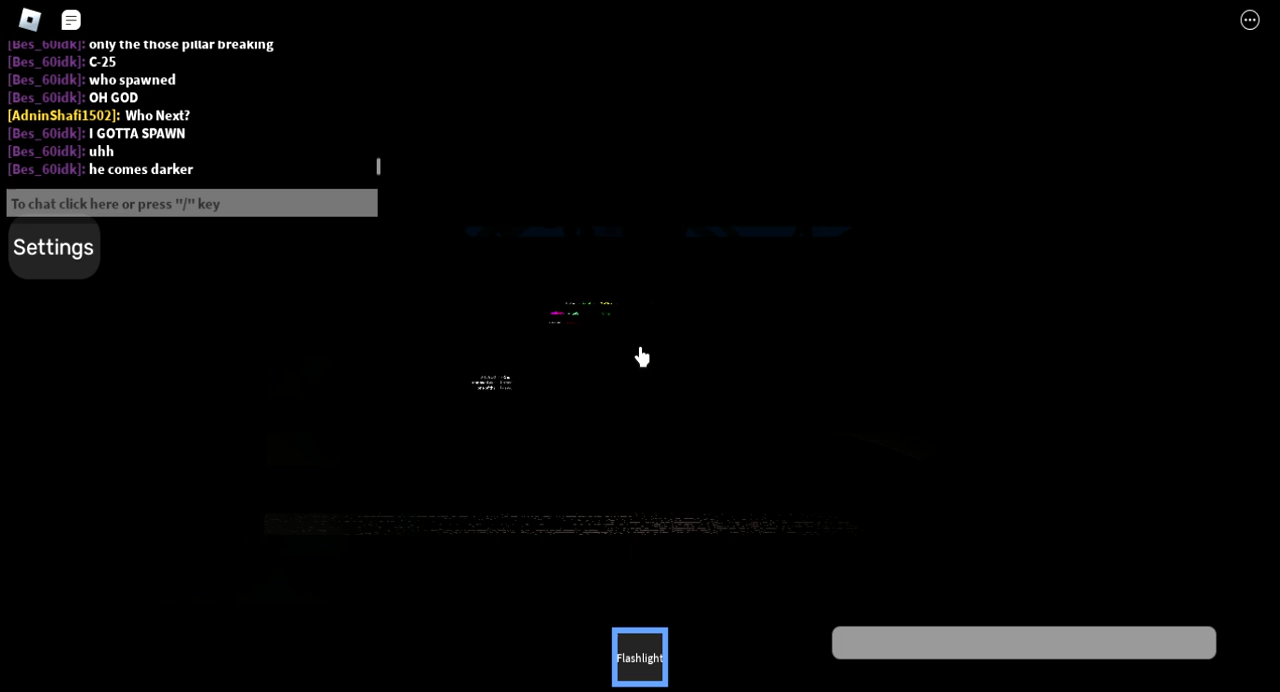 [Bes_60idk]: only the those pillar breaking
[Bes_60idk]: C-25
[Bes_60idk]: who spawned
[Bes_60idk]: OH GOD
[AdninShafi1502]: Who Next?
[Bes_60idk]: I GOTTA SPAWN
[Bes_60idk]: uhh
[Bes_60idk]: he comes darker
To chat click here or press "/" key
Settings
Flashlight